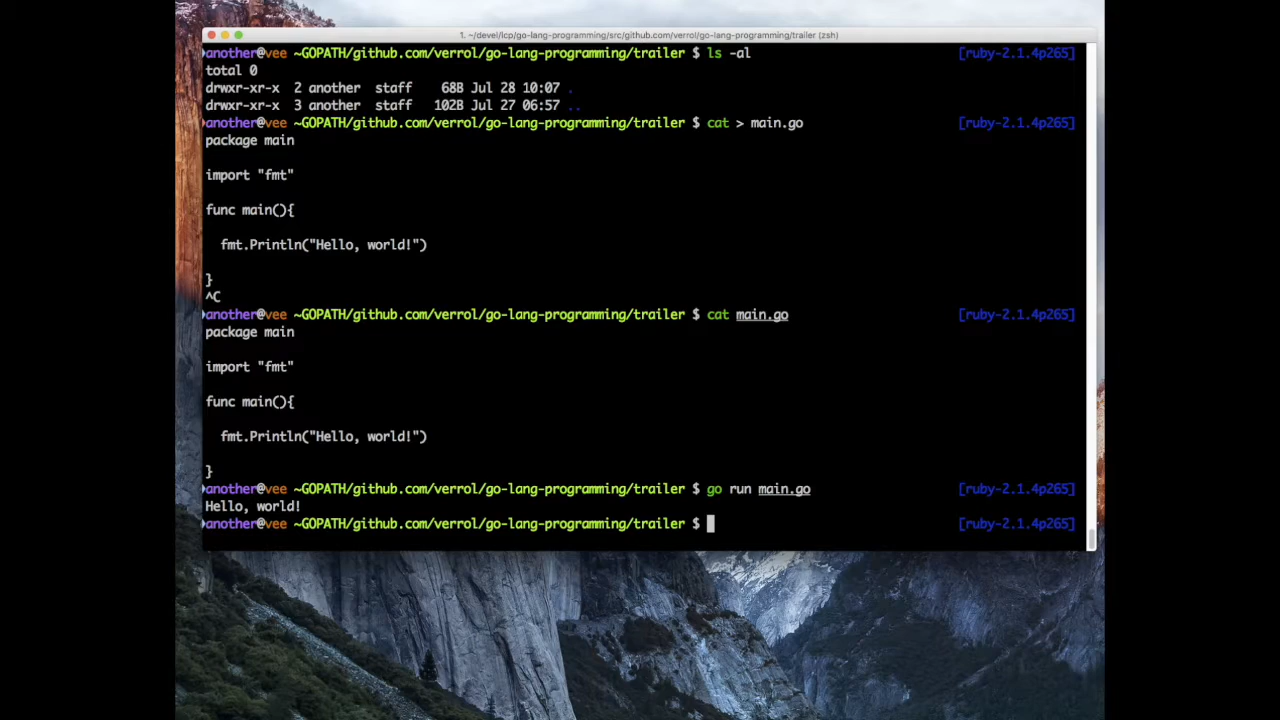 1. ~/devel/lcp/go-lang-programming/src/github.com/verrol/go-lang-programming/trailer (zsh)
another@vee ~GOPATH/github.com/verrol/go-lang-programming/trailer $ ls -al [ruby-2.1.4p265]
total 0
drwxr-xr-x 2 another staff 68B Jul 28 10:07 .
drwxr-xr-x 3 another staff 102B Jul 27 06:57 ..
another@vee ~GOPATH/github.com/verrol/go-lang-programming/trailer $ cat > main.go [ruby-2.1.4p265]
package main
import "fmt"
func main(){
fmt.Println("Hello, world!")
}
^C
another@vee ~GOPATH/github.com/verrol/go-lang-programming/trailer $ cat main.go [ruby-2.1.4p265]
package main
import "fmt"
func main(){
fmt.Println("Hello, world!")
}
another@vee ~GOPATH/github.com/verrol/go-lang-programming/trailer $ go run main.go [ruby-2.1.4p265]
Hello, world!
another@vee ~GOPATH/github.com/verrol/go-lang-programming/trailer $ [ruby-2.1.4p265]